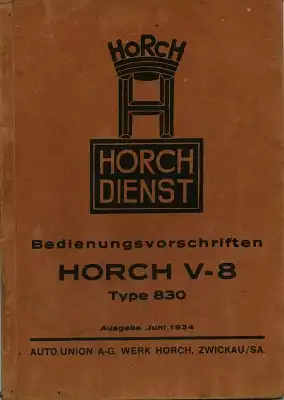 HORCH
HORCH
DIENST
Bedienungsvorschriften
HORCH V-8
Type 830
Ausgabe Juni 1934
AUTO UNION A-G, WERK HORCH, ZWICKAU/SA.